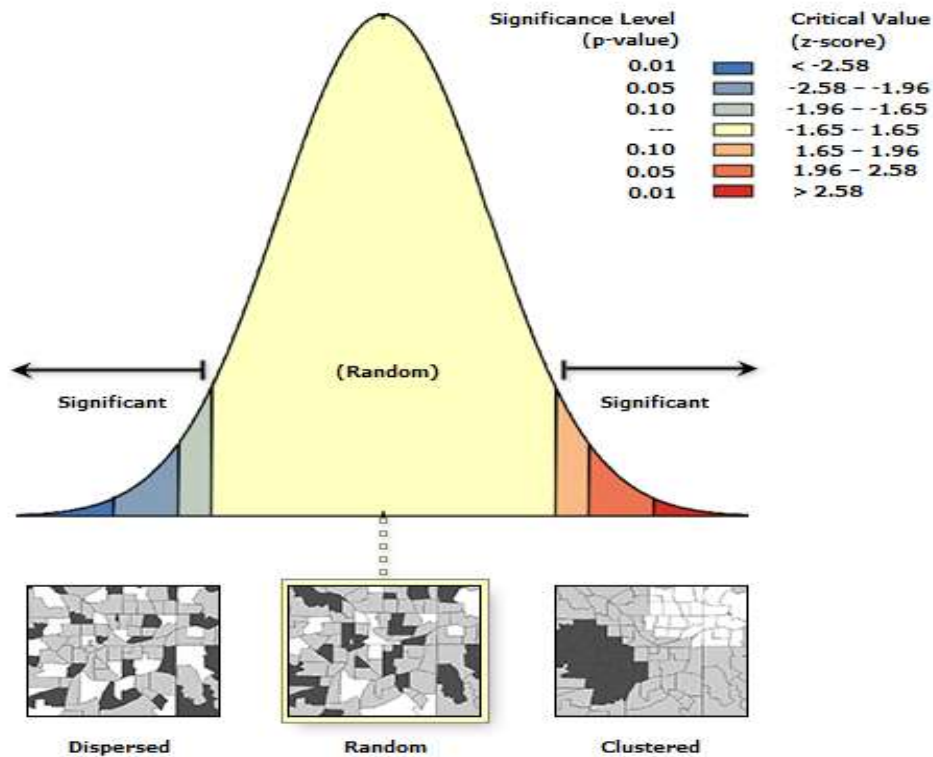 Significance Level Critical Value
(p-value) (z-score)
0.01 < -2.58
0.05 -2.58 – -1.96
0.10 -1.96 – -1.65
--- -1.65 – 1.65
0.10 1.65 – 1.96
0.05 1.96 – 2.58
0.01 > 2.58
(Random)
Significant Significant
Dispersed Random Clustered